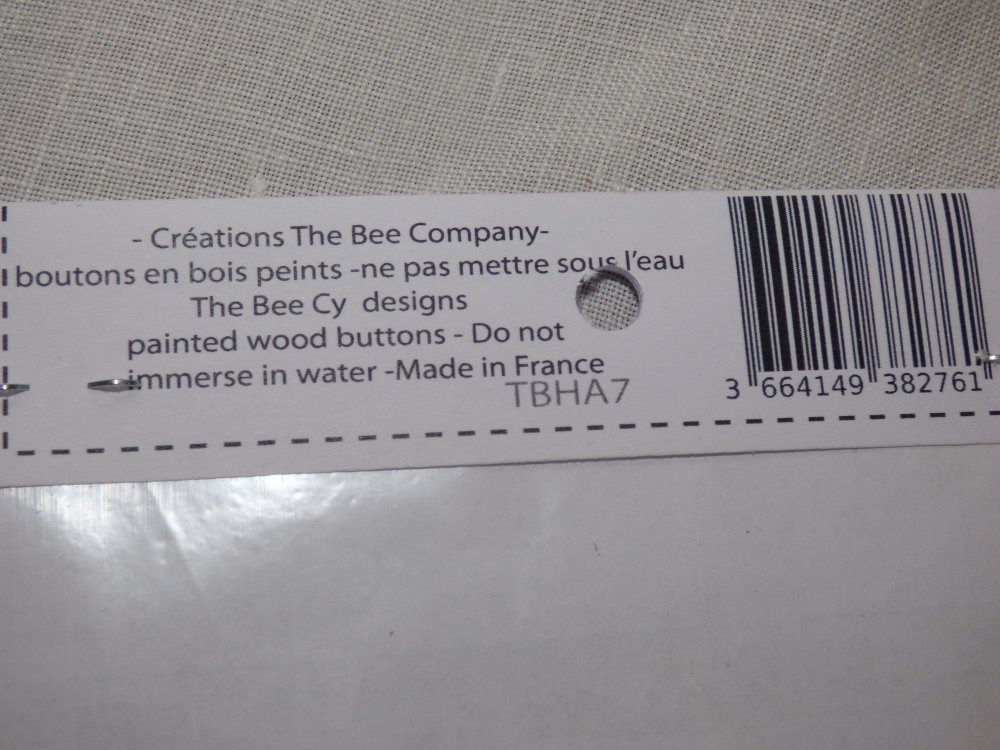 - Créations The Bee Company-
boutons en bois peints -ne pas mettre sous l'eau
The Bee Cy designs
painted wood buttons - Do not
immerse in water -Made in France
TBHA7
3 664149 382761